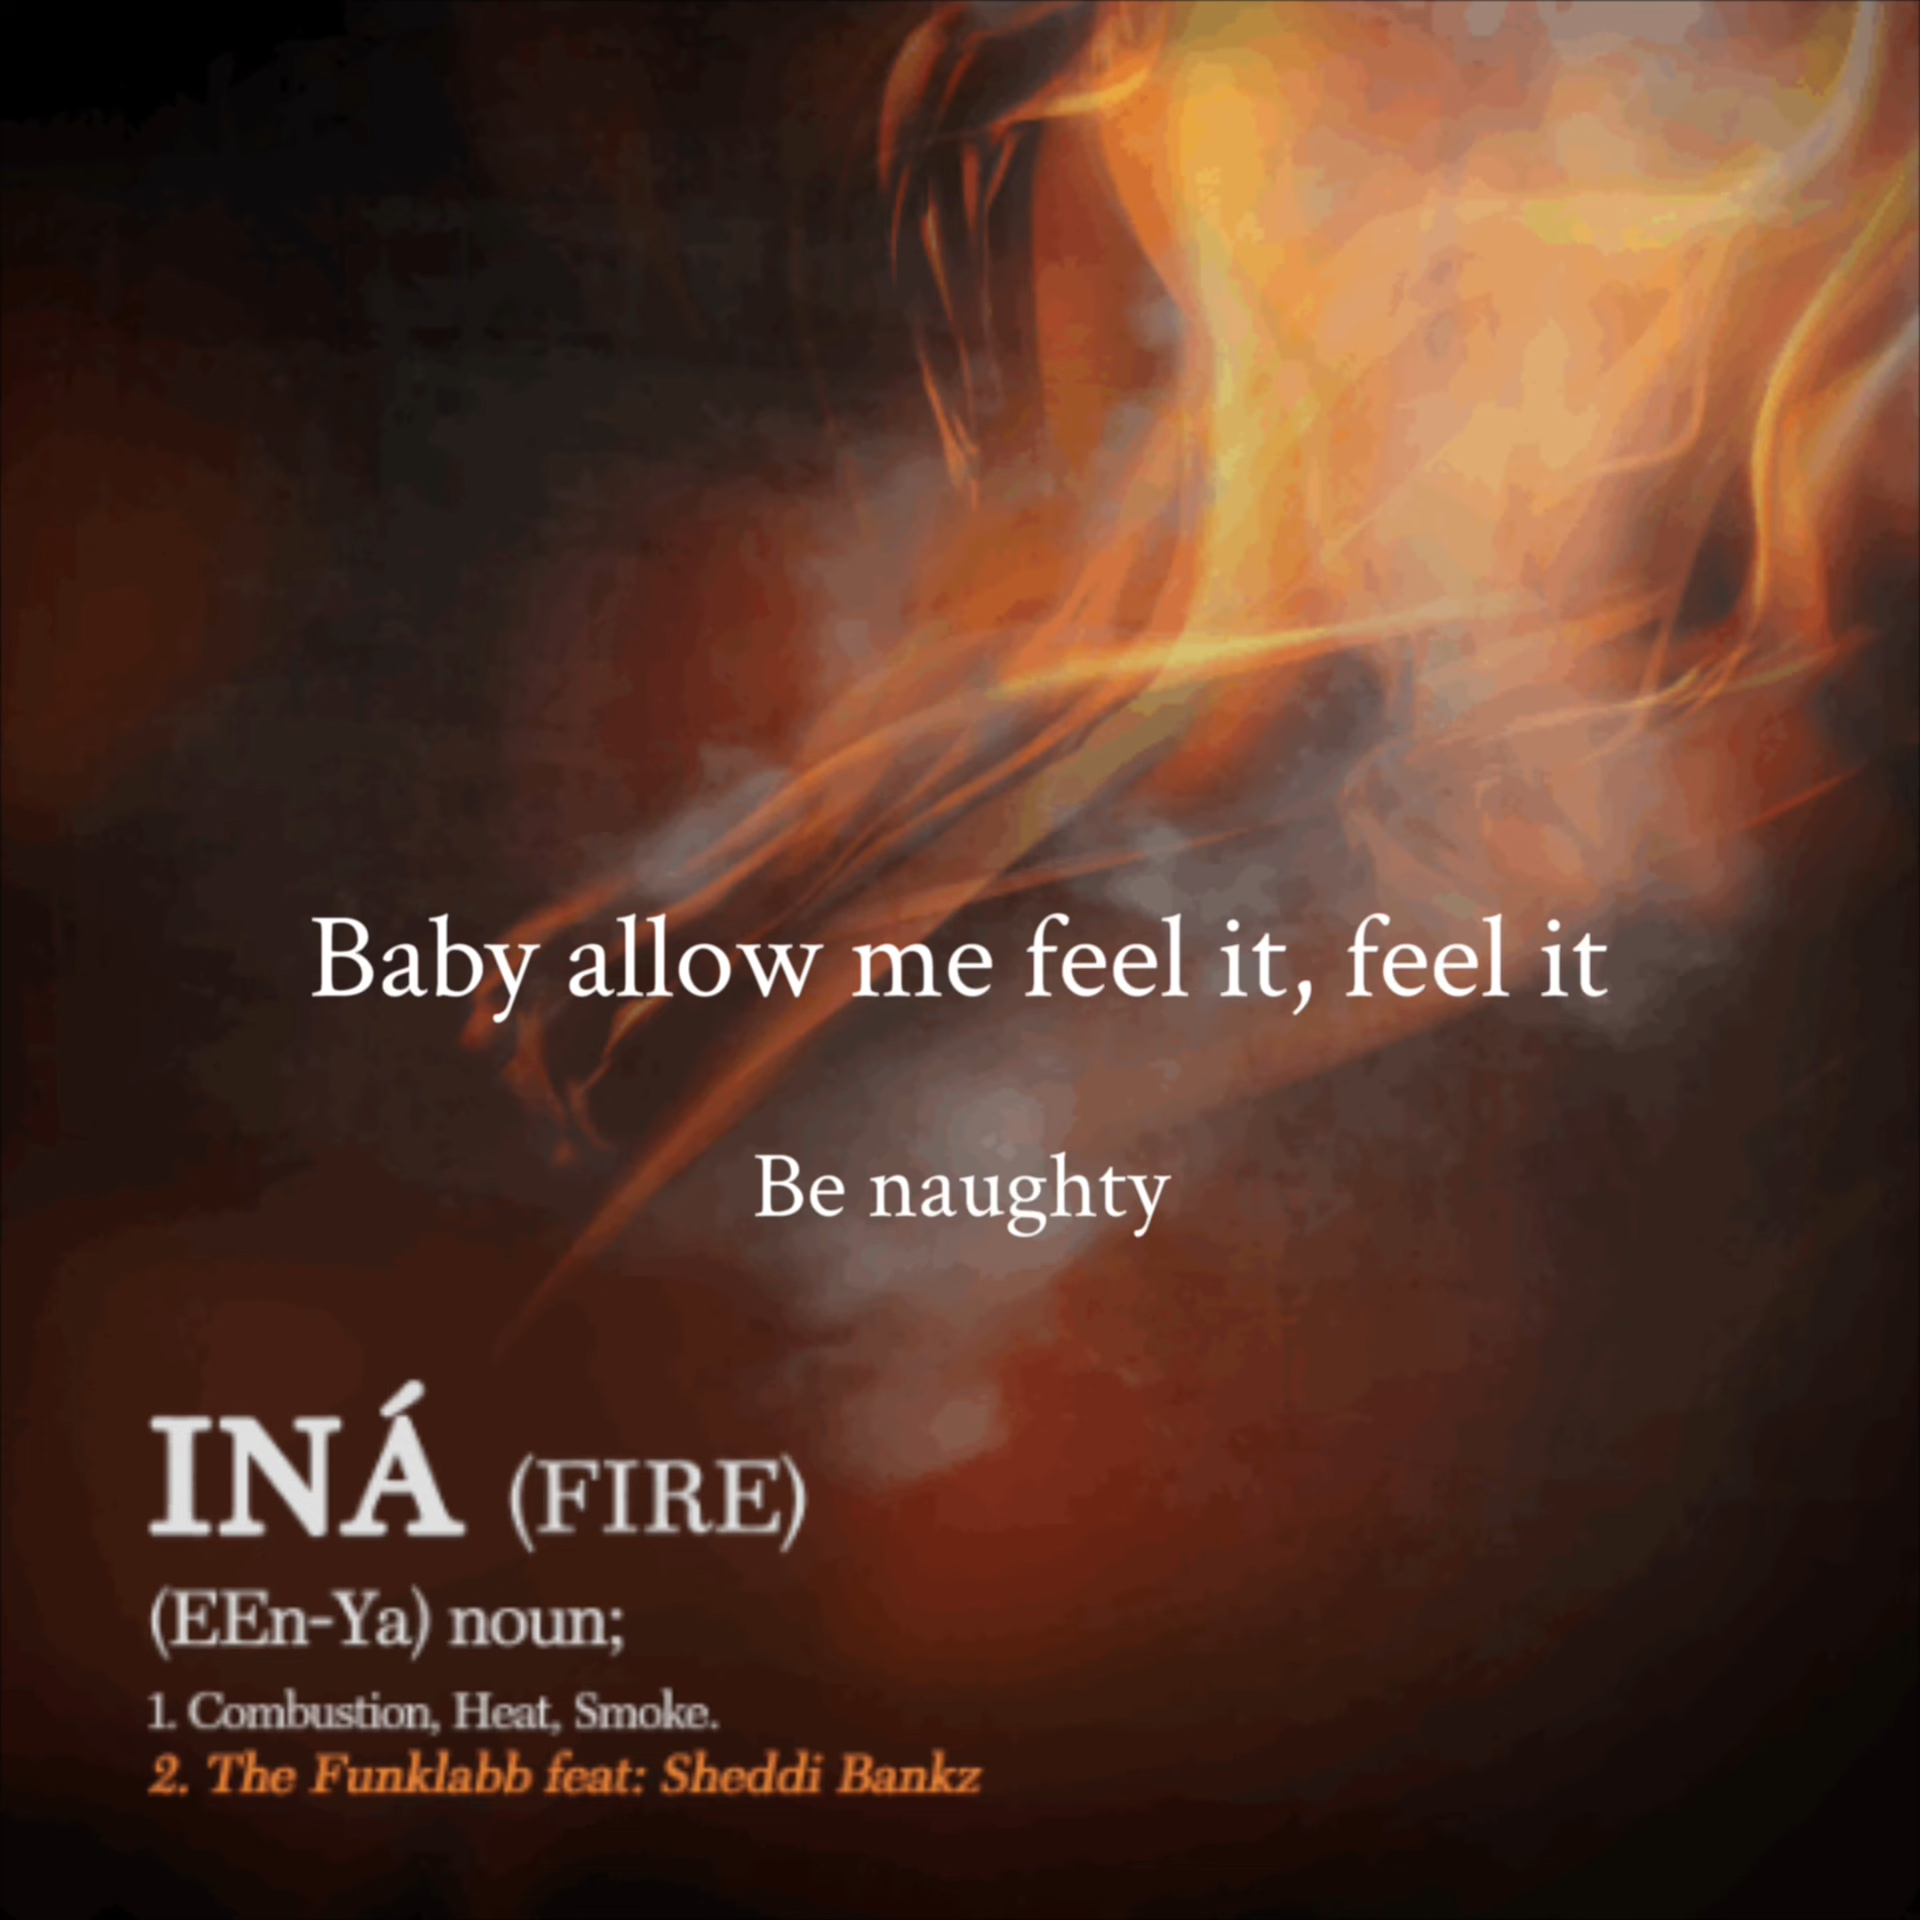 Baby allow me feel it, feel it
Be naughty
INÁ (FIRE)
(EEn-Ya) noun;
1. Combustion, Heat, Smoke.
2. The Funklabb feat: Sheddi Bankz